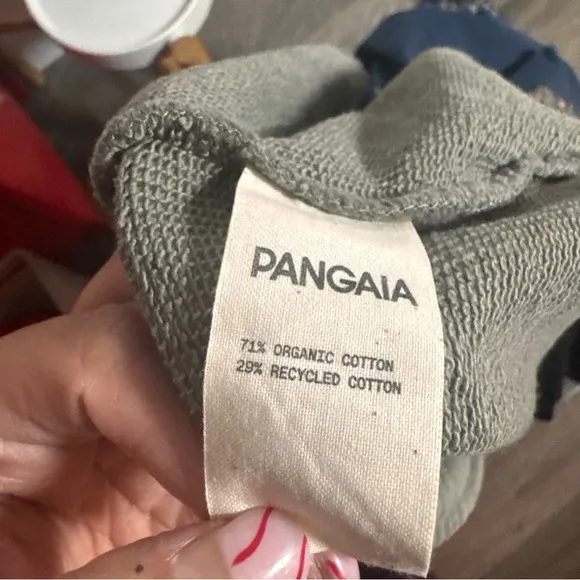 PANGAIA
71% ORGANIC COTTON
29% RECYCLED COTTON